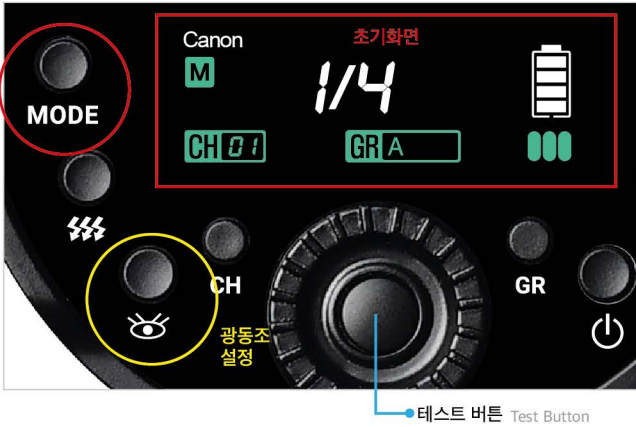 Canon
초기화면
M
1/4
MODE
CH 01
GR A
CH
GR
광동조
설정
테스트 버튼 Test Button